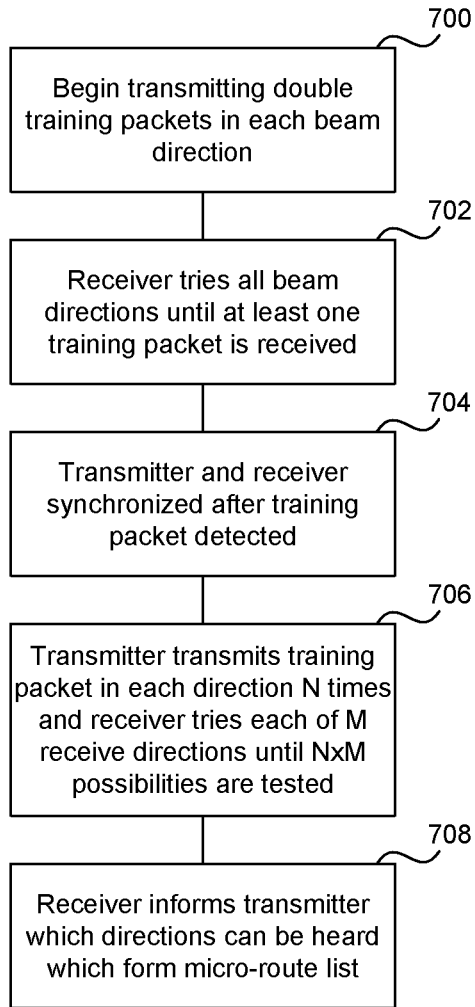 700
Begin transmitting double
training packets in each beam
direction
702
Receiver tries all beam
directions until at least one
training packet is received
704
Transmitter and receiver
synchronized after training
packet detected
706
Transmitter transmits training
packet in each direction N times
and receiver tries each of M
receive directions until NxM
possibilities are tested
708
Receiver informs transmitter
which directions can be heard
which form micro-route list